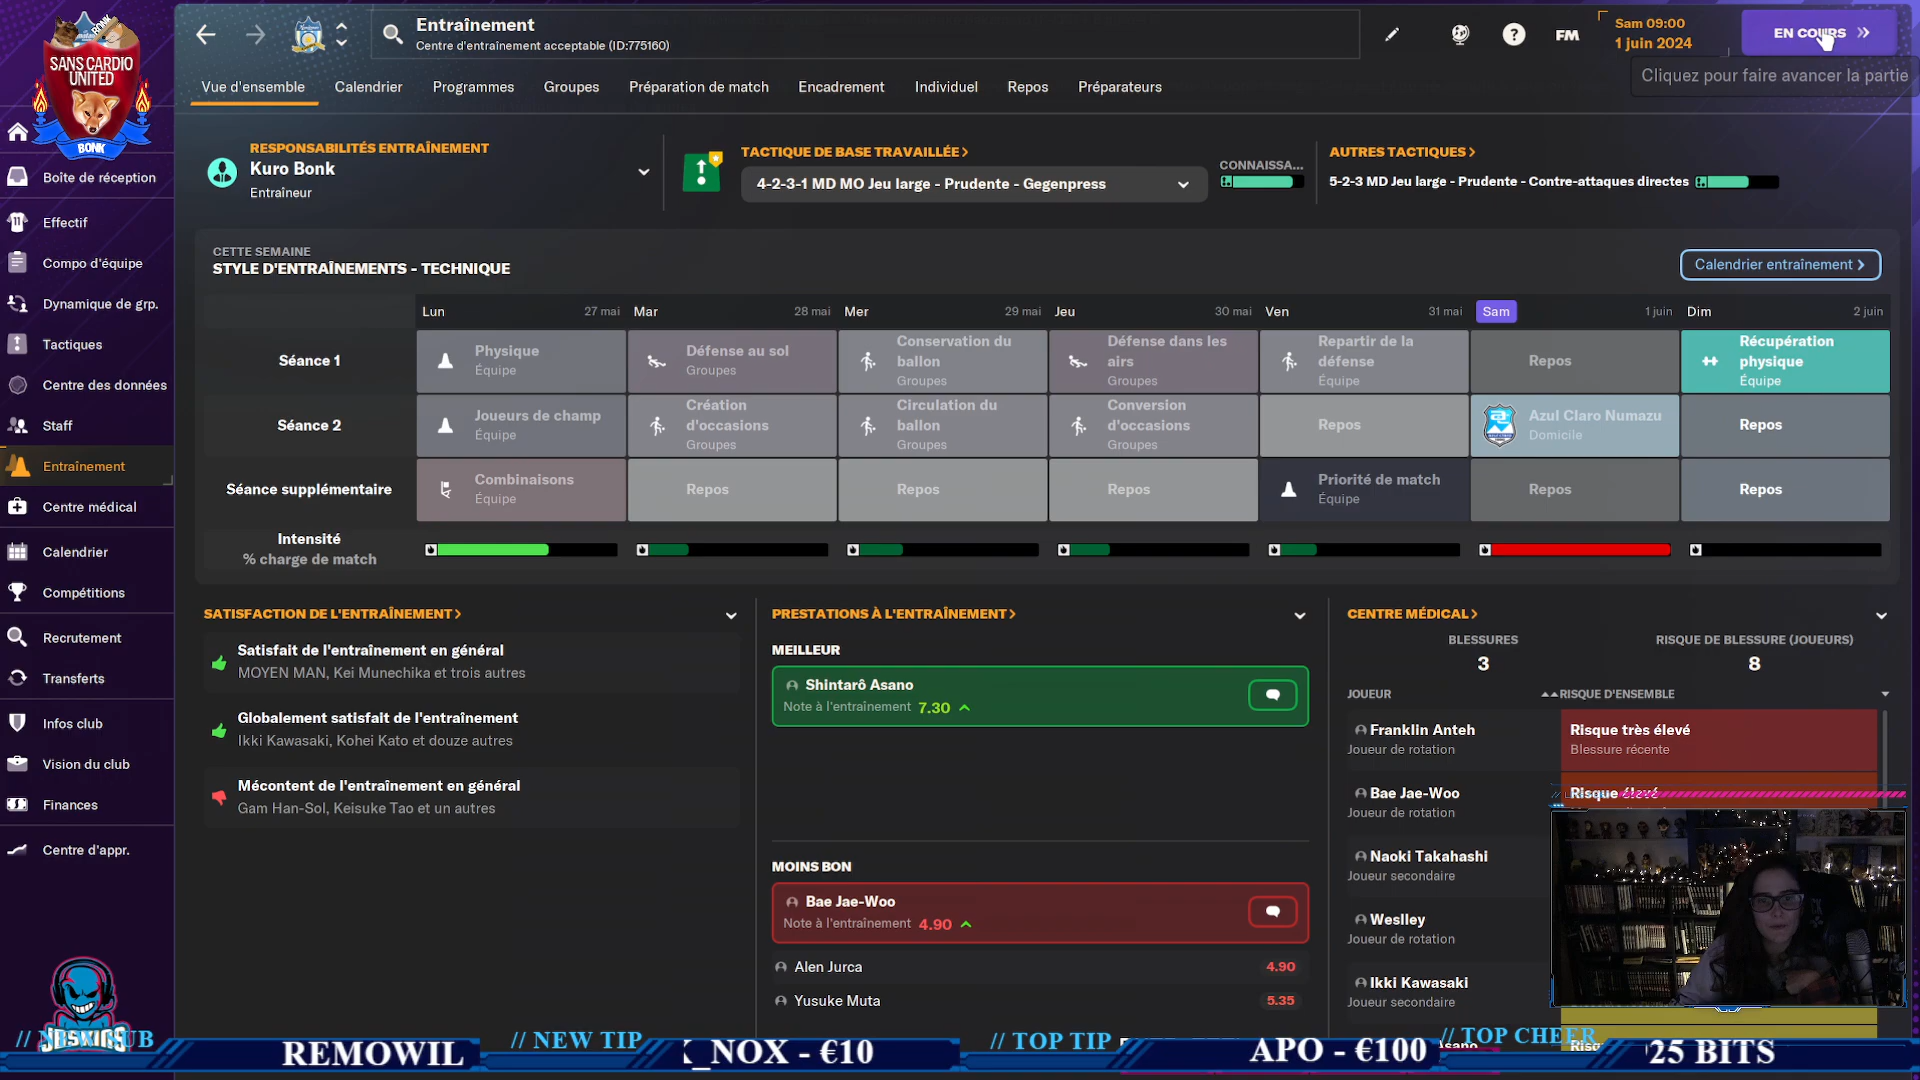 Entraînement
Centre d'entraînement acceptable (ID:775160)
FM
Sam 09:00
1 juin 2024
EN COURS
Cliquez pour faire avancer la partie
SANS CARDIO
UNITED
BONK
Vue d'ensemble
Calendrier
Programmes
Groupes
Préparation de match
Encadrement
Individuel
Repos
Préparateurs
Boîte de réception
Effectif
Compo d'équipe
Dynamique de grp.
Tactiques
Centre des données
Staff
Entraînement
Centre médical
Calendrier
Compétitions
Recrutement
Transferts
Infos club
Vision du club
Finances
Centre d'appr.
RESPONSABILITÉS ENTRAÎNEMENT
Kuro Bonk
Entraîneur
TACTIQUE DE BASE TRAVAILLÉE
4-2-3-1 MD MO Jeu large - Prudente - Gegenpress
CONNAISSA...
AUTRES TACTIQUES
5-2-3 MD Jeu large - Prudente - Contre-attaques directes
CETTE SEMAINE
STYLE D'ENTRAÎNEMENTS - TECHNIQUE
Calendrier entraînement
Lun 27 mai Mar 28 mai Mer 29 mai Jeu 30 mai Ven 31 mai Sam 1 juin Dim 2 juin
Séance 1
Physique
Équipe
Défense au sol
Groupes
Conservation du
ballon
Groupes
Défense dans les
airs
Groupes
Repartir de la
défense
Équipe
Repos
Récupération
physique
Équipe
Séance 2
Joueurs de champ
Équipe
Création
d'occasions
Groupes
Circulation du
ballon
Groupes
Conversion
d'occasions
Groupes
Repos
Azul Claro Numazu
Domicile
Repos
Séance supplémentaire
Combinaisons
Équipe
Repos
Repos
Repos
Priorité de match
Équipe
Repos
Repos
Intensité
% charge de match
SATISFACTION DE L'ENTRAÎNEMENT
Satisfait de l'entraînement en général
MOYEN MAN, Kei Munechika et trois autres
Globalement satisfait de l'entraînement
Ikki Kawasaki, Kohei Kato et douze autres
Mécontent de l'entraînement en général
Gam Han-Sol, Keisuke Tao et un autres
PRESTATIONS À L'ENTRAÎNEMENT
MEILLEUR
Shintarô Asano
Note à l'entraînement 7.30
MOINS BON
Bae Jae-Woo
Note à l'entraînement 4.90
Alen Jurca 4.90
Yusuke Muta 5.35
CENTRE MÉDICAL
BLESSURES
3
RISQUE DE BLESSURE (JOUEURS)
8
JOUEUR
RISQUE D'ENSEMBLE
Franklin Anteh
Joueur de rotation
Risque très élevé
Blessure récente
Bae Jae-Woo
Joueur de rotation
Risque élevé
Naoki Takahashi
Joueur secondaire
Weslley
Joueur de rotation
Ikki Kawasaki
Joueur secondaire
// NEW SUB
REMOWIL
// NEW TIP
K_NOX - €10
// TOP TIP
APO - €100
// TOP CHEER
25 BITS